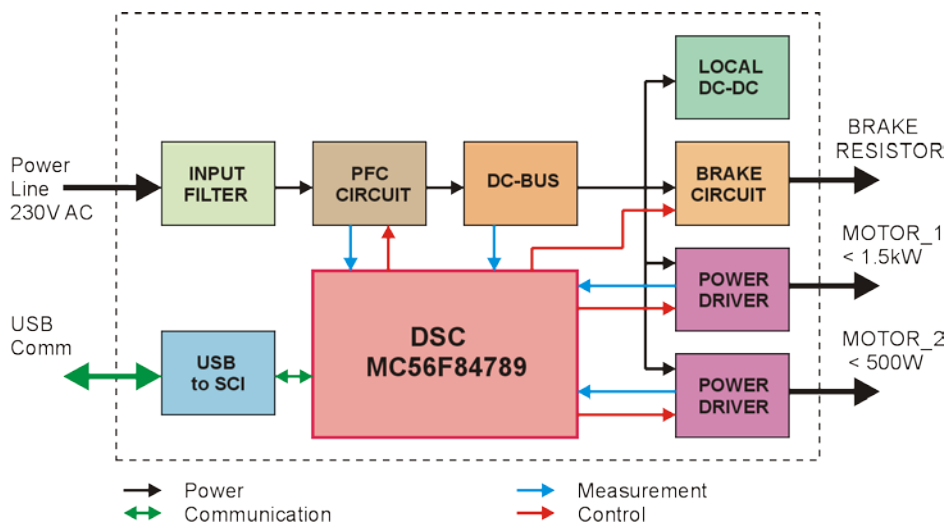 LOCAL
DC-DC
BRAKE
RESISTOR
Power
Line
230V AC
INPUT
FILTER
PFC
CIRCUIT
DC-BUS
BRAKE
CIRCUIT
MOTOR_1
< 1.5kW
POWER
DRIVER
DSC
MC56F84789
USB
Comm
USB
to SCI
MOTOR_2
< 500W
POWER
DRIVER
Power
Measurement
Communication
Control